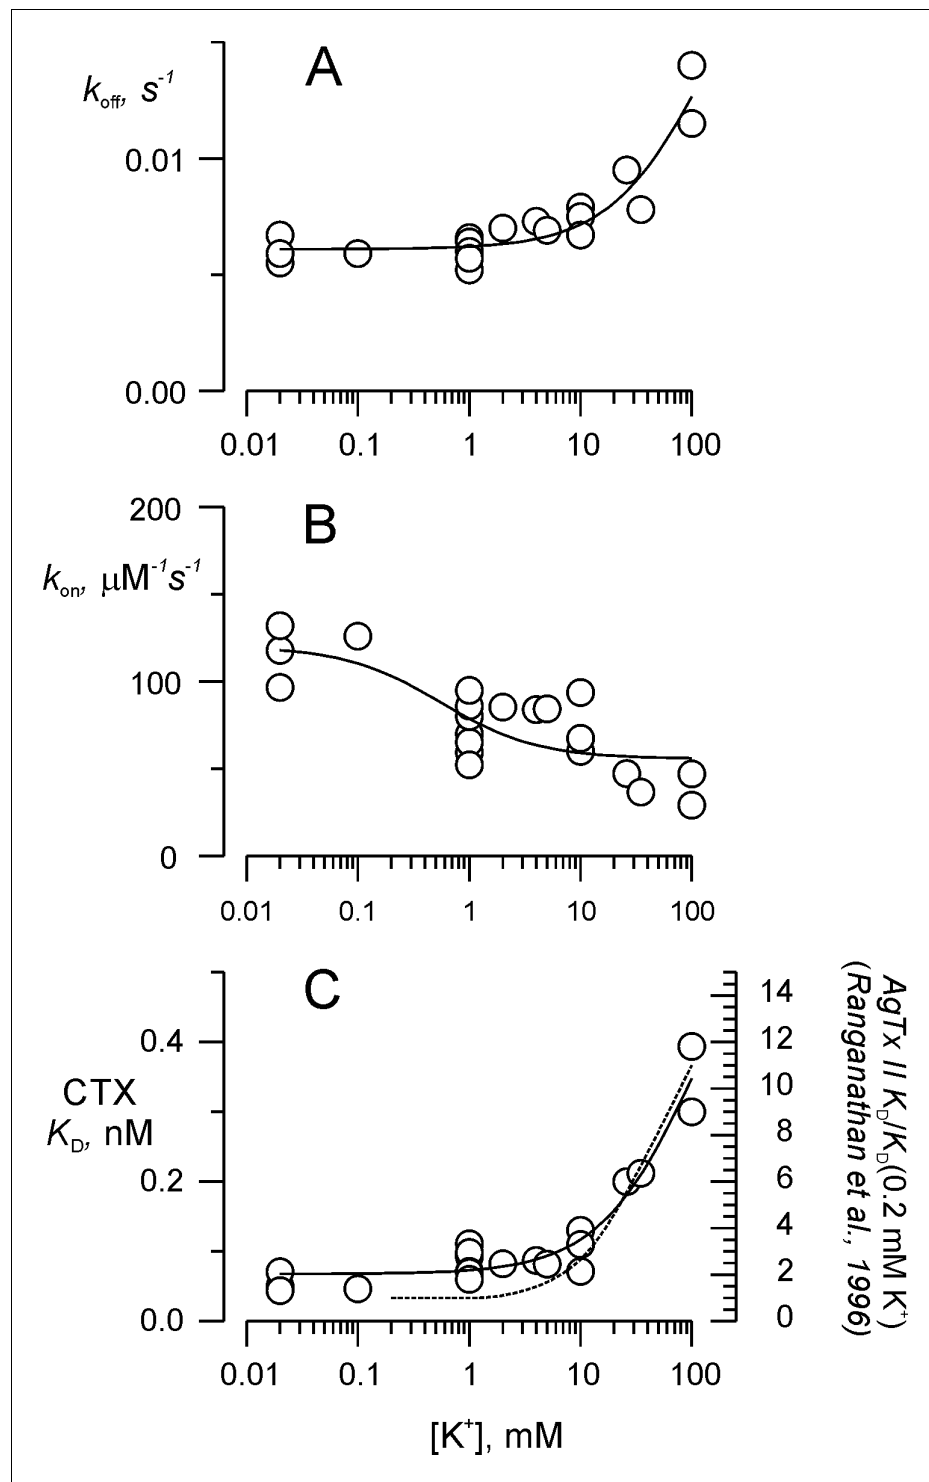 A
koff, s-1
0.01
0.00
0.01 0.1 1 10 100
B
200
kon, μM-1s-1
100
0
0.01 0.1 1 10 100
C
0.4
CTX
KD, nM
0.2
0.0
14
12
10
8
6
4
2
0
AgTx II KD/KD(0.2 mM K+)
(Ranganathan et al., 1996)
0.01 0.1 1 10 100
[K+], mM